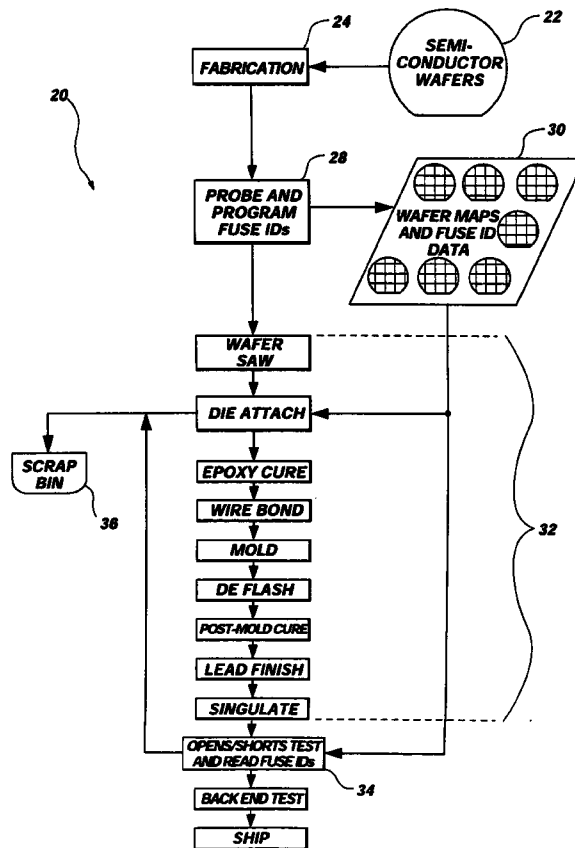 24
22
SEMI-
CONDUCTOR
WAFERS
FABRICATION
20
28
30
PROBE AND
PROGRAM
FUSE IDs
WAFER MAPS
AND FUSE ID
DATA
WAFER
SAW
DIE ATTACH
SCRAP
BIN
36
EPOXY CURE
WIRE BOND
32
MOLD
DE FLASH
POST-MOLD CURE
LEAD FINISH
SINGULATE
OPENS/SHORTS TEST
AND READ FUSE IDs
34
BACK END TEST
SHIP